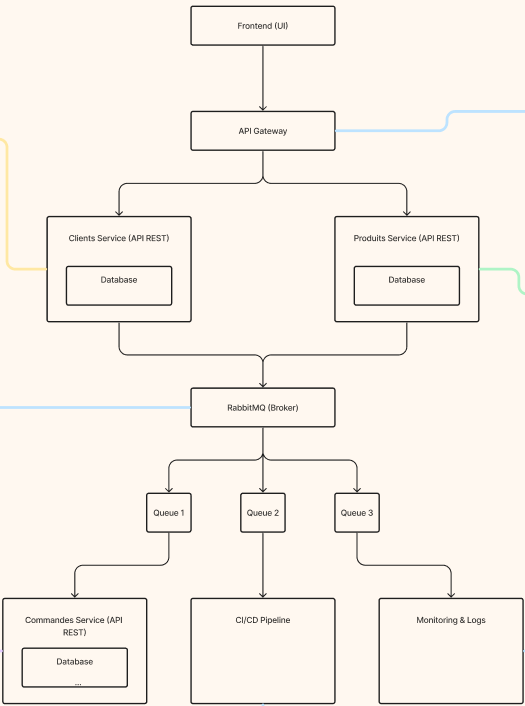 Frontend (UI)
API Gateway
Clients Service (API REST)
Database
Produits Service (API REST)
Database
RabbitMQ (Broker)
Queue 1
Queue 2
Queue 3
Commandes Service (API
REST)
Database
...
CI/CD Pipeline
Monitoring & Logs